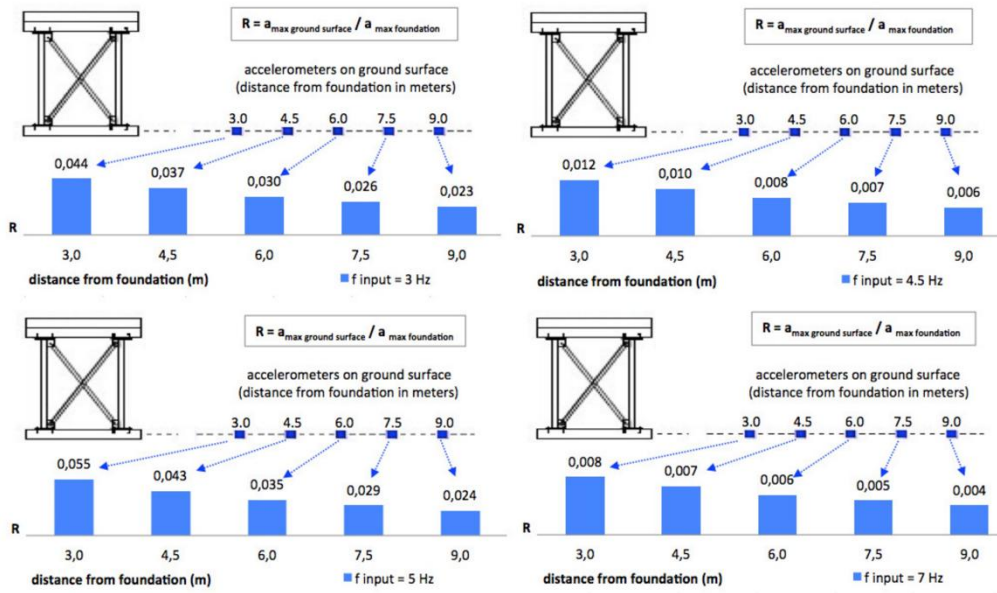 R = a max ground surface / a max foundation
accelerometers on ground surface
(distance from foundation in meters)
3.0 4.5 6.0 7.5 9.0
0,044 0,037 0,030 0,026 0,023
R
3,0 4,5 6,0 7,5 9,0
distance from foundation (m) f input = 3 Hz
R = a max ground surface / a max foundation
accelerometers on ground surface
(distance from foundation in meters)
3.0 4.5 6.0 7.5 9.0
0,012 0,010 0,008 0,007 0,006
R
3,0 4,5 6,0 7,5 9,0
distance from foundation (m) f input = 4.5 Hz
R = a max ground surface / a max foundation
accelerometers on ground surface
(distance from foundation in meters)
3.0 4.5 6.0 7.5 9.0
0,055 0,043 0,035 0,029 0,024
R
3,0 4,5 6,0 7,5 9,0
distance from foundation (m) f input = 5 Hz
R = a max ground surface / a max foundation
accelerometers on ground surface
(distance from foundation in meters)
3.0 4.5 6.0 7.5 9.0
0,008 0,007 0,006 0,005 0,004
R
3,0 4,5 6,0 7,5 9,0
distance from foundation (m) f input = 7 Hz